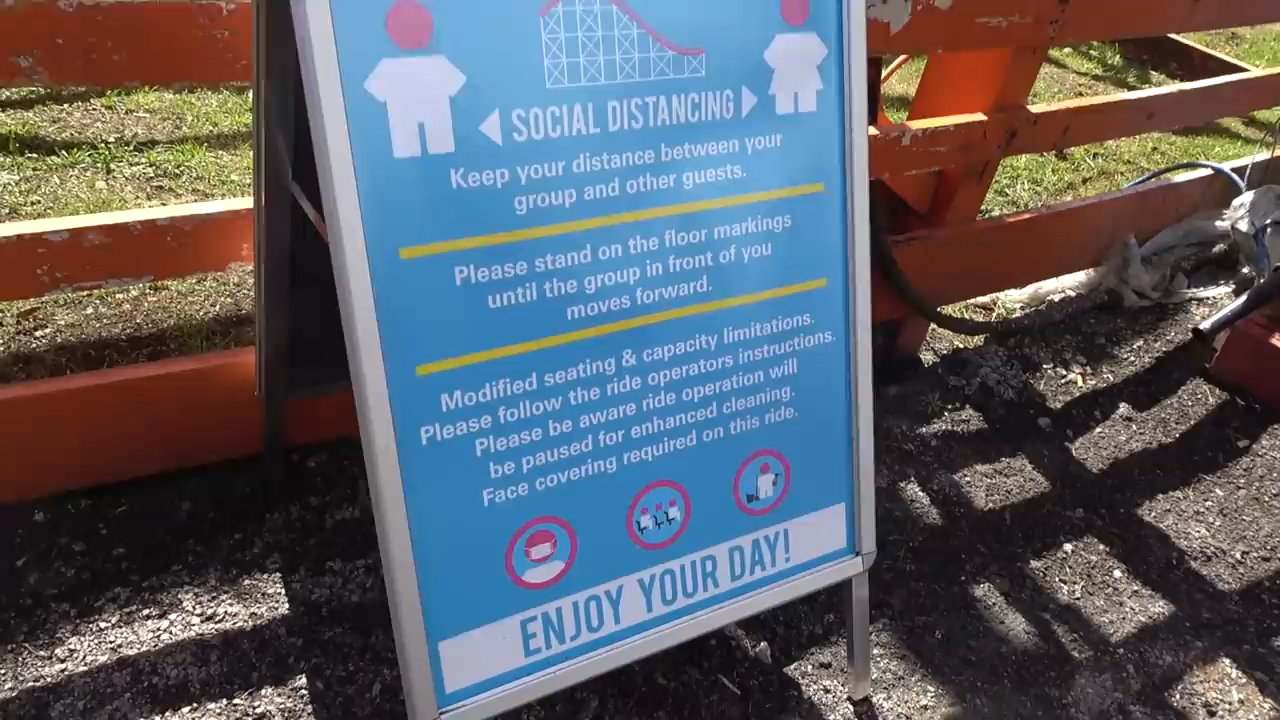 SOCIAL DISTANCING
Keep your distance between your
group and other guests.
Please stand on the floor markings
until the group in front of you
moves forward.
Modified seating & capacity limitations.
Please follow the ride operators instructions.
Please be aware ride operation will
be paused for enhanced cleaning.
Face covering required on this ride.
ENJOY YOUR DAY!